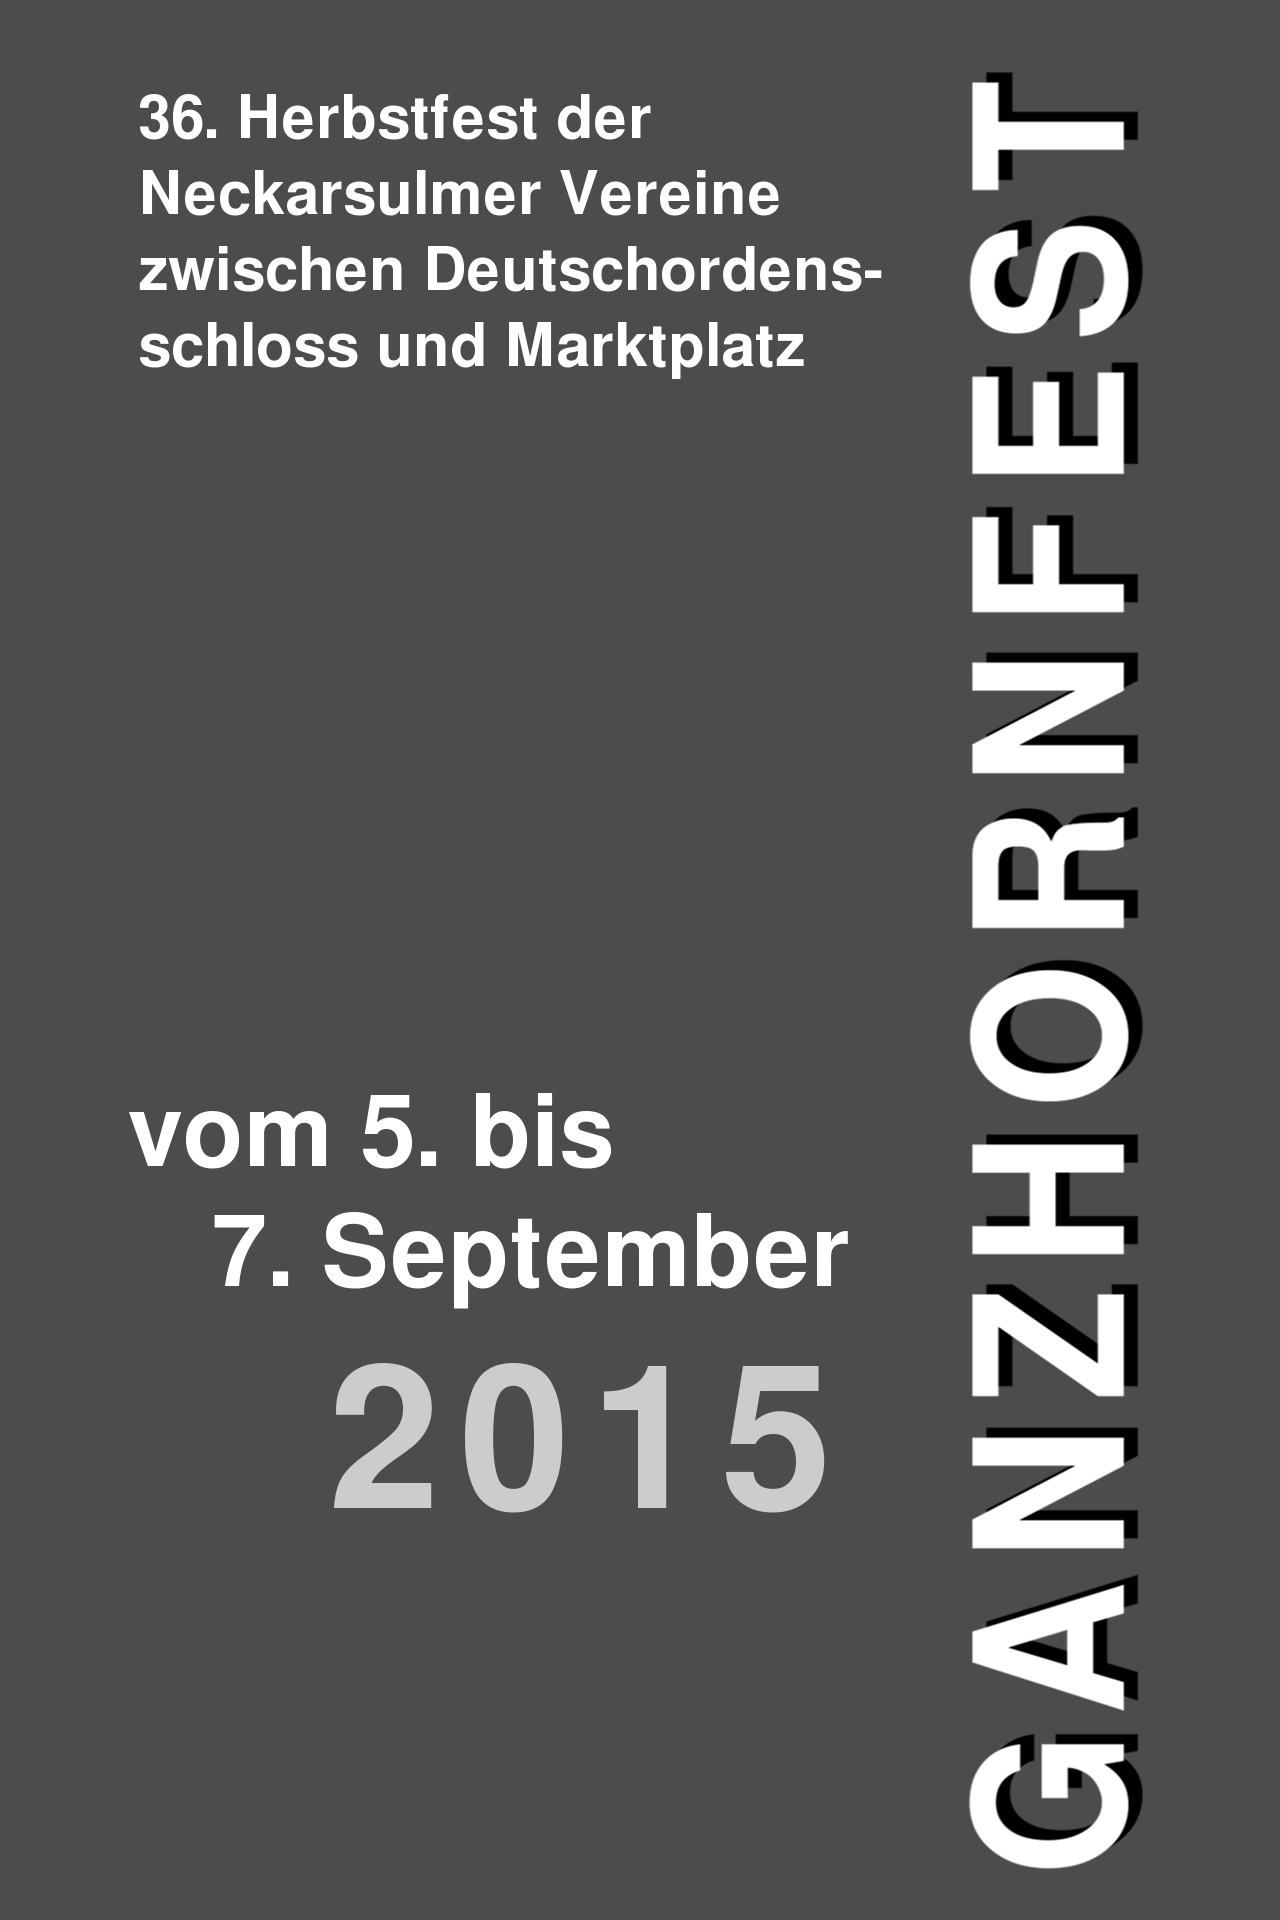 36. Herbstfest der
Neckarsulmer Vereine
zwischen Deutschordens-
schloss und Marktplatz
vom 5. bis
7. September
2015
GANZHORNFEST